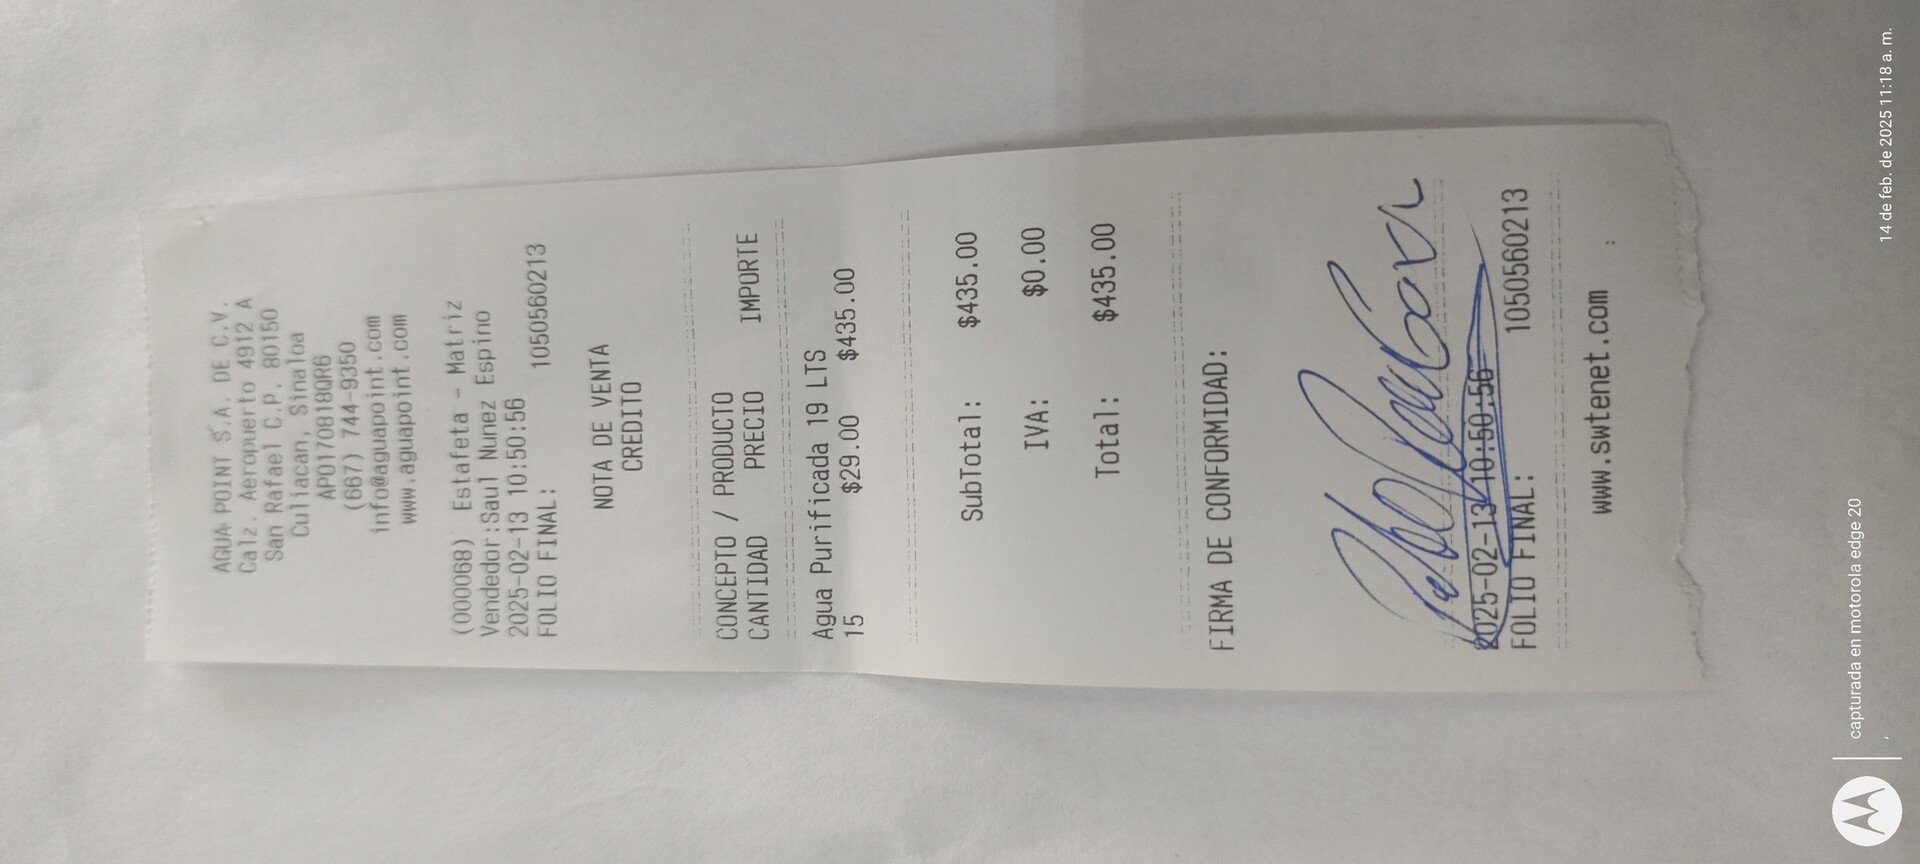 AGUA POINT S.A. DE C.V.
Calz. Aeropuerto 4912 A
San Rafael C.P. 80150
Culiacan, Sinaloa
APO170818QR6
(667) 744-9350
info@aguapoint.com
www.aguapoint.com
(000068) Estafeta - Matriz
Vendedor:Saul Nunez Espino
2025-02-13 10:50:56
FOLIO FINAL: 1050560213
NOTA DE VENTA
CREDITO
CONCEPTO / PRODUCTO
CANTIDAD PRECIO IMPORTE
Agua Purificada 19 LTS
15 $29.00 $435.00
SubTotal: $435.00
IVA: $0.00
Total: $435.00
FIRMA DE CONFORMIDAD:
2025-02-13 10:50:56
FOLIO FINAL: 1050560213
www.swtenet.com :
capturada en motorola edge 20
14 de feb. de 2025 11:18 a. m.